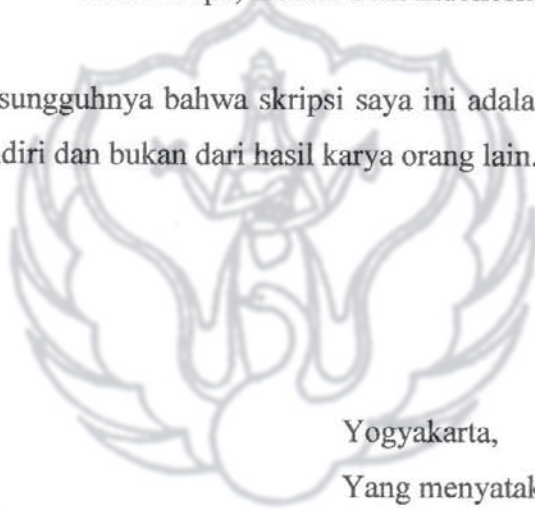 sungguhnya bahwa skripsi saya ini adala
diri dan bukan dari hasil karya orang lain.
Yogyakarta,
Yang menyatak